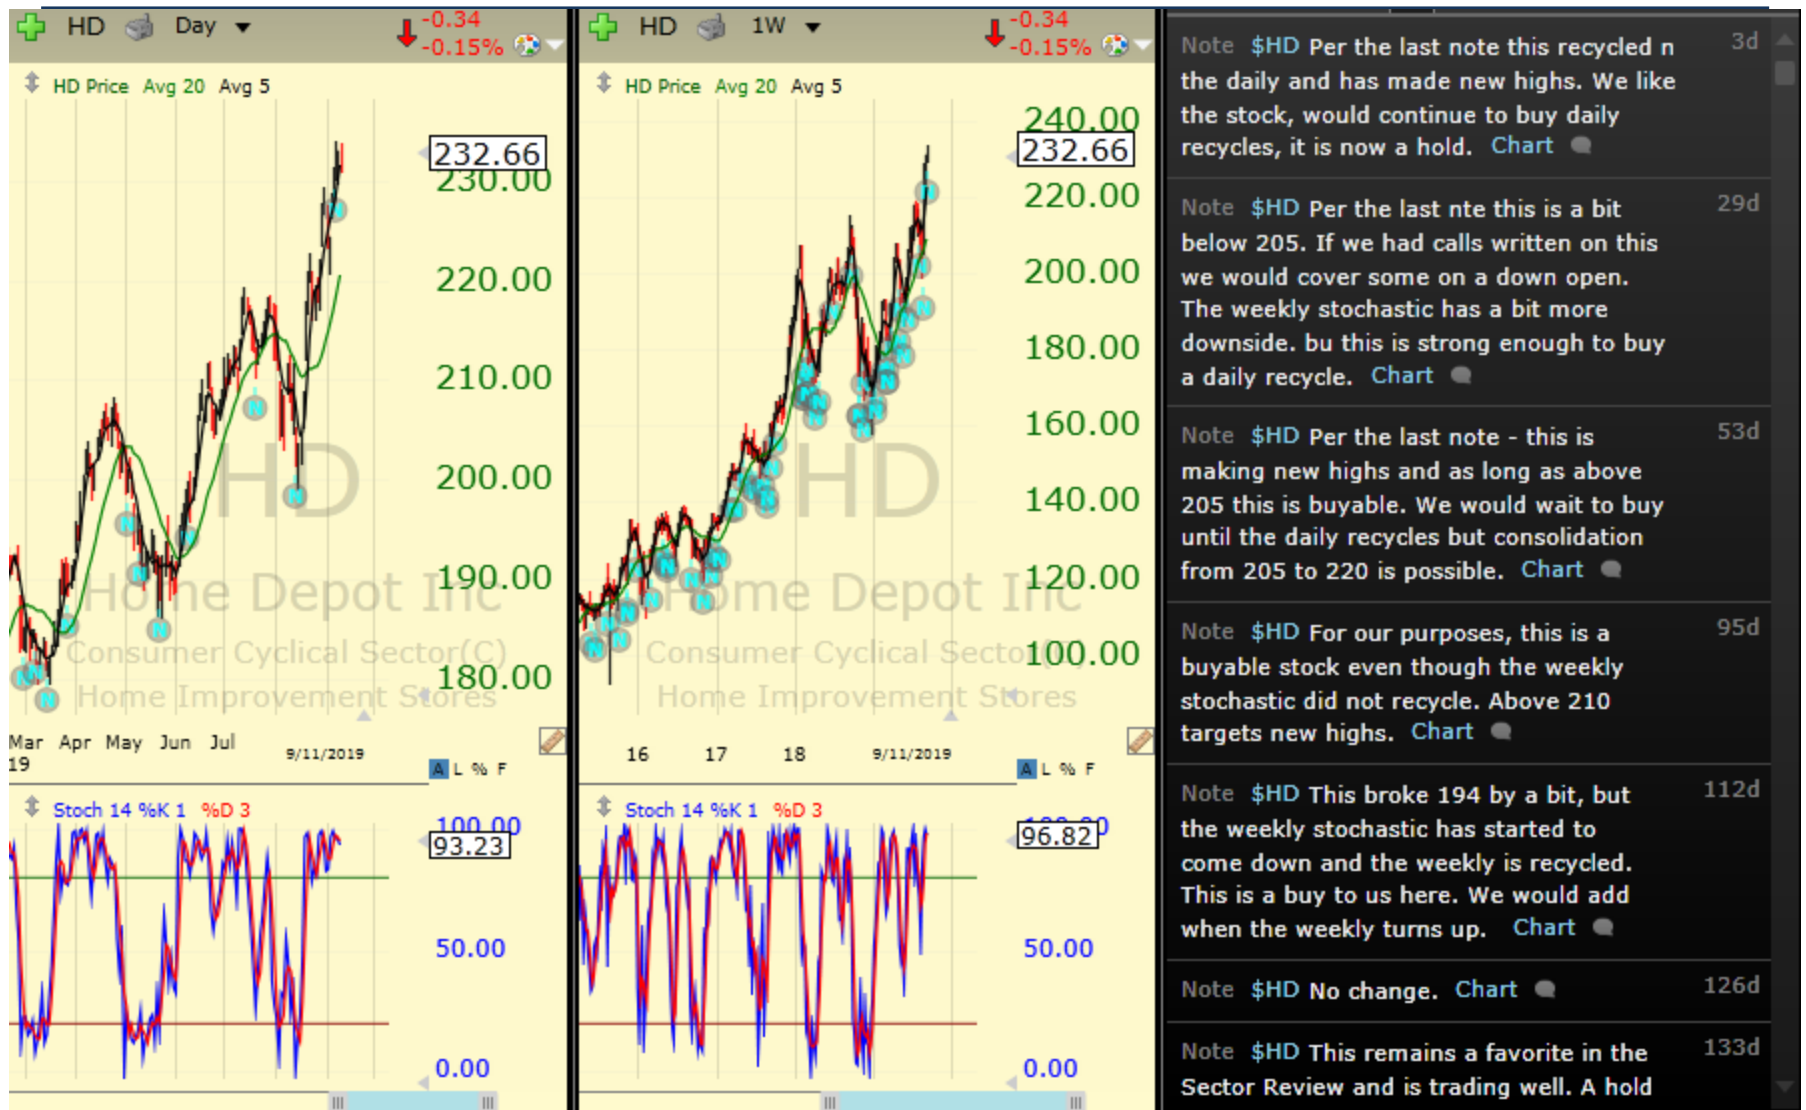 HD Day -0.34
-0.15%
HD Price Avg 20 Avg 5
232.66
230.00
220.00
210.00
HD
200.00
190.00
Home Depot Inc
Consumer Cyclical Sector(C)
180.00
Home Improvement Stores
Mar Apr May Jun Jul
19
9/11/2019
A L % F
Stoch 14 %K 1 %D 3
100.00
93.23
50.00
0.00
HD 1W -0.34
-0.15%
HD Price Avg 20 Avg 5
240.00
232.66
220.00
200.00
180.00
160.00
HD
140.00
120.00
Home Depot Inc
Consumer Cyclical Sector(C)
100.00
Home Improvement Stores
16 17 18 9/11/2019
A L % F
Stoch 14 %K 1 %D 3
100.00
96.82
50.00
0.00
Note $HD Per the last note this recycled n 3d
the daily and has made new highs. We like
the stock, would continue to buy daily
recycles, it is now a hold. Chart
Note $HD Per the last nte this is a bit 29d
below 205. If we had calls written on this
we would cover some on a down open.
The weekly stochastic has a bit more
downside. bu this is strong enough to buy
a daily recycle. Chart
Note $HD Per the last note - this is 53d
making new highs and as long as above
205 this is buyable. We would wait to buy
until the daily recycles but consolidation
from 205 to 220 is possible. Chart
Note $HD For our purposes, this is a 95d
buyable stock even though the weekly
stochastic did not recycle. Above 210
targets new highs. Chart
Note $HD This broke 194 by a bit, but 112d
the weekly stochastic has started to
come down and the weekly is recycled.
This is a buy to us here. We would add
when the weekly turns up. Chart
Note $HD No change. Chart 126d
Note $HD This remains a favorite in the 133d
Sector Review and is trading well. A hold